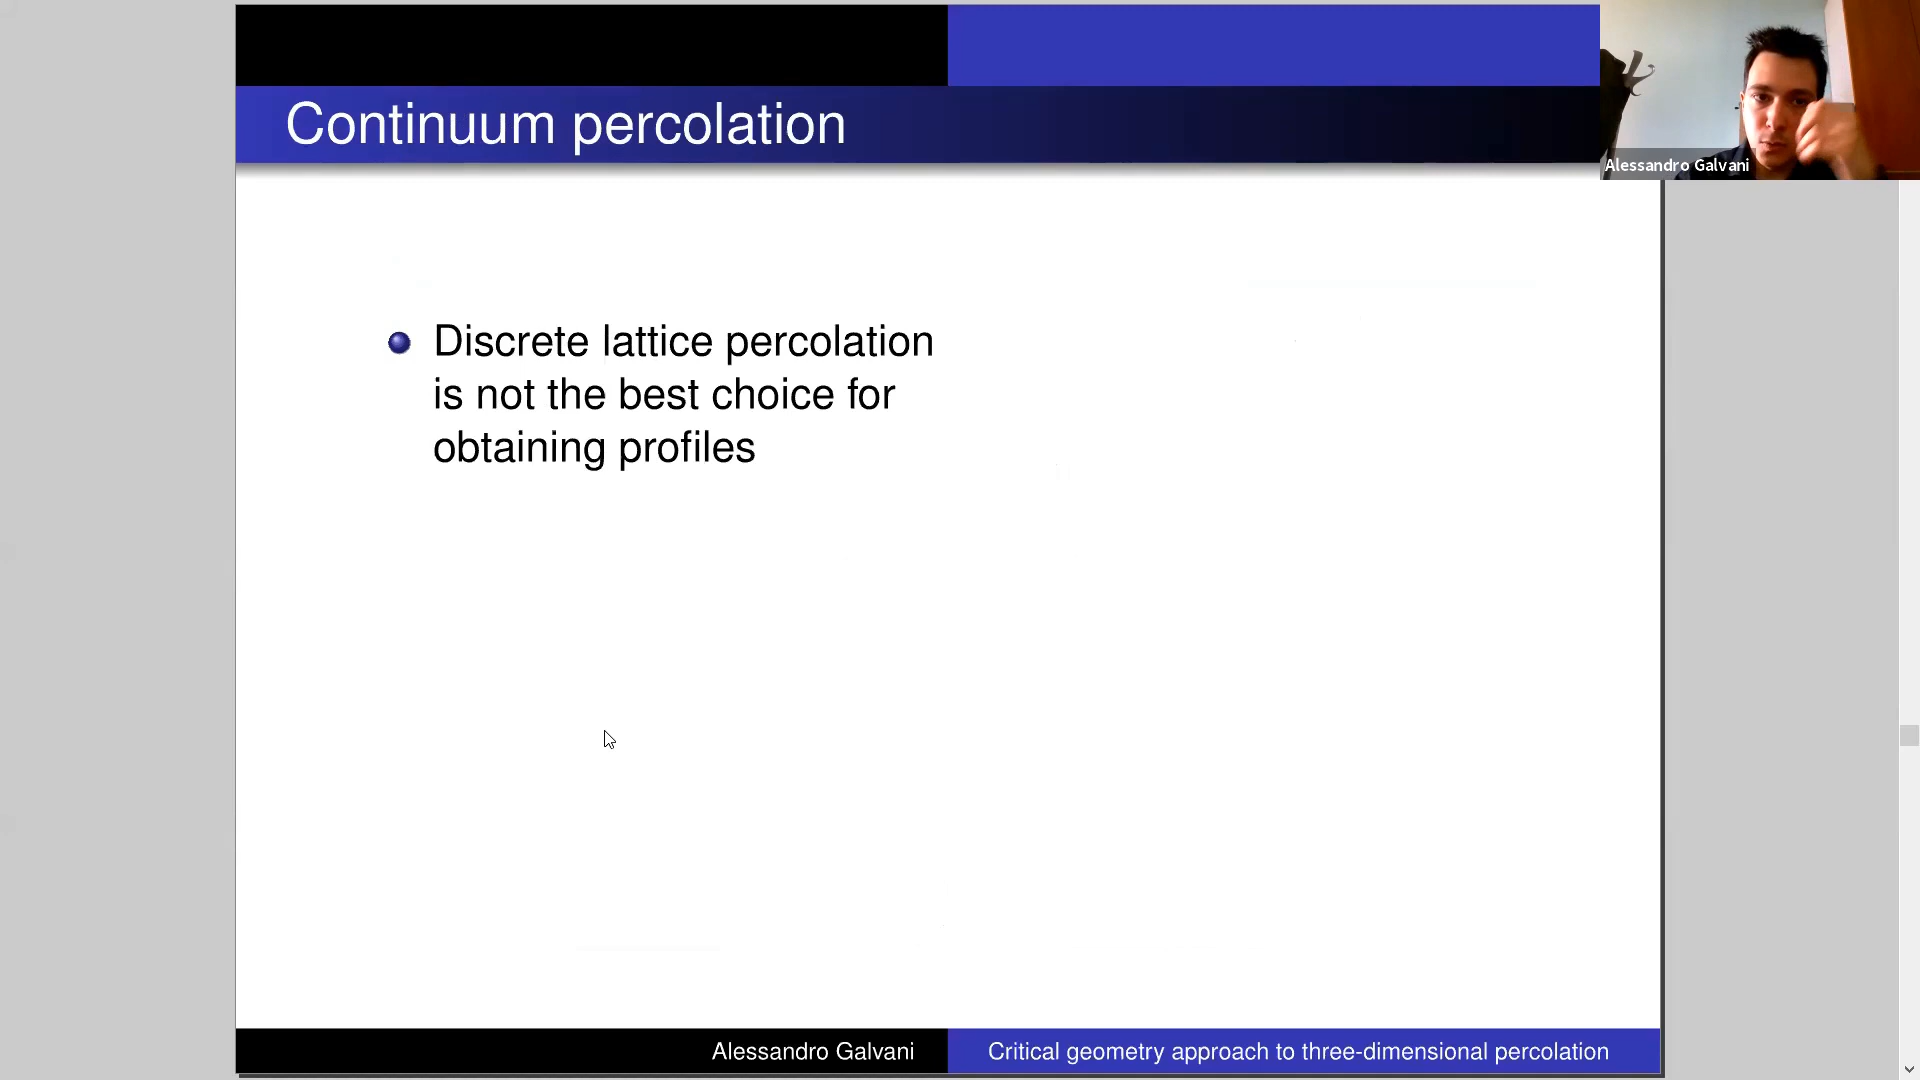 Continuum percolation
Alessandro Galvani
Discrete lattice percolation
is not the best choice for
obtaining profiles
Alessandro Galvani
Critical geometry approach to three-dimensional percolation